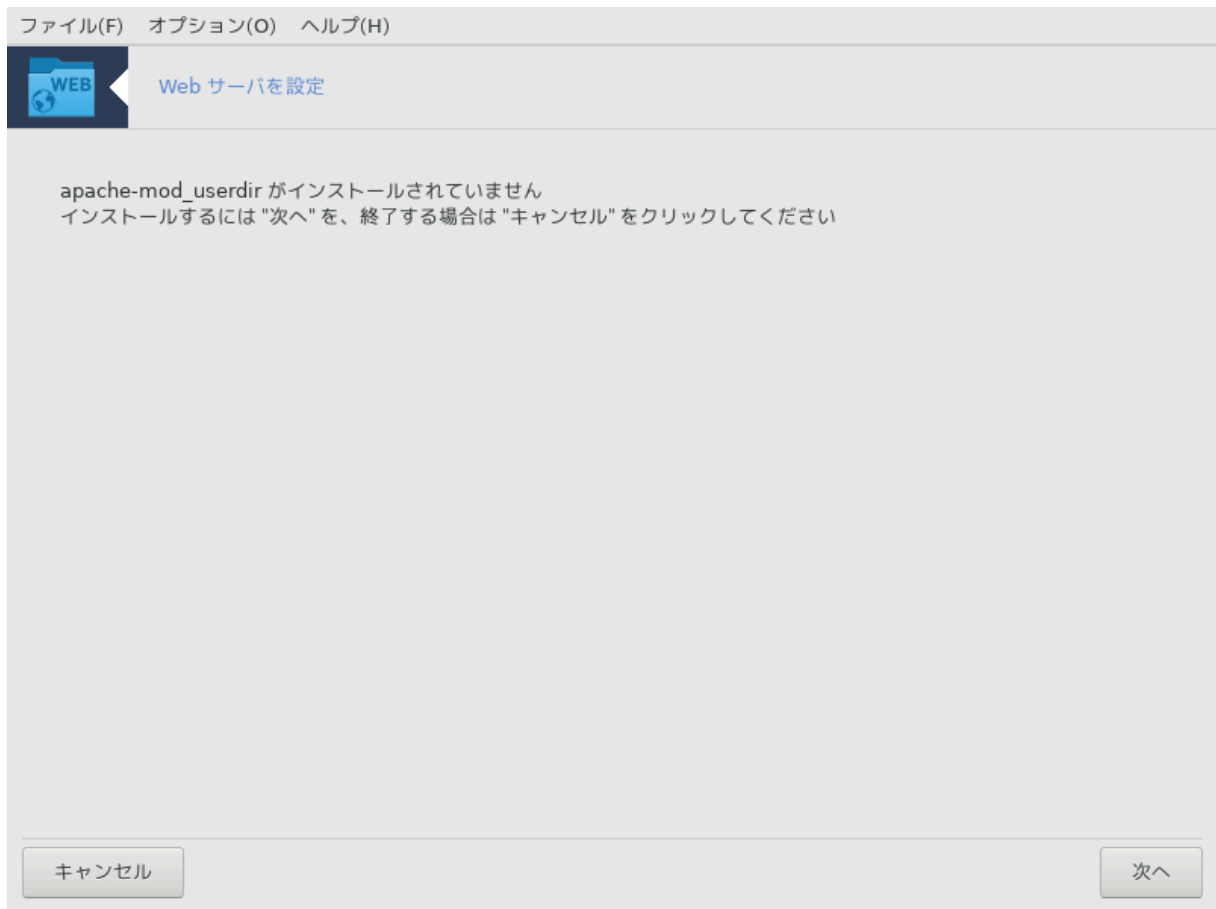 ファイル(F) オプション(O) ヘルプ(H)
WEB
Web サーバを設定
apache-mod_userdir がインストールされていません
インストールするには "次へ" を、終了する場合は "キャンセル" をクリックしてください
キャンセル
次へ